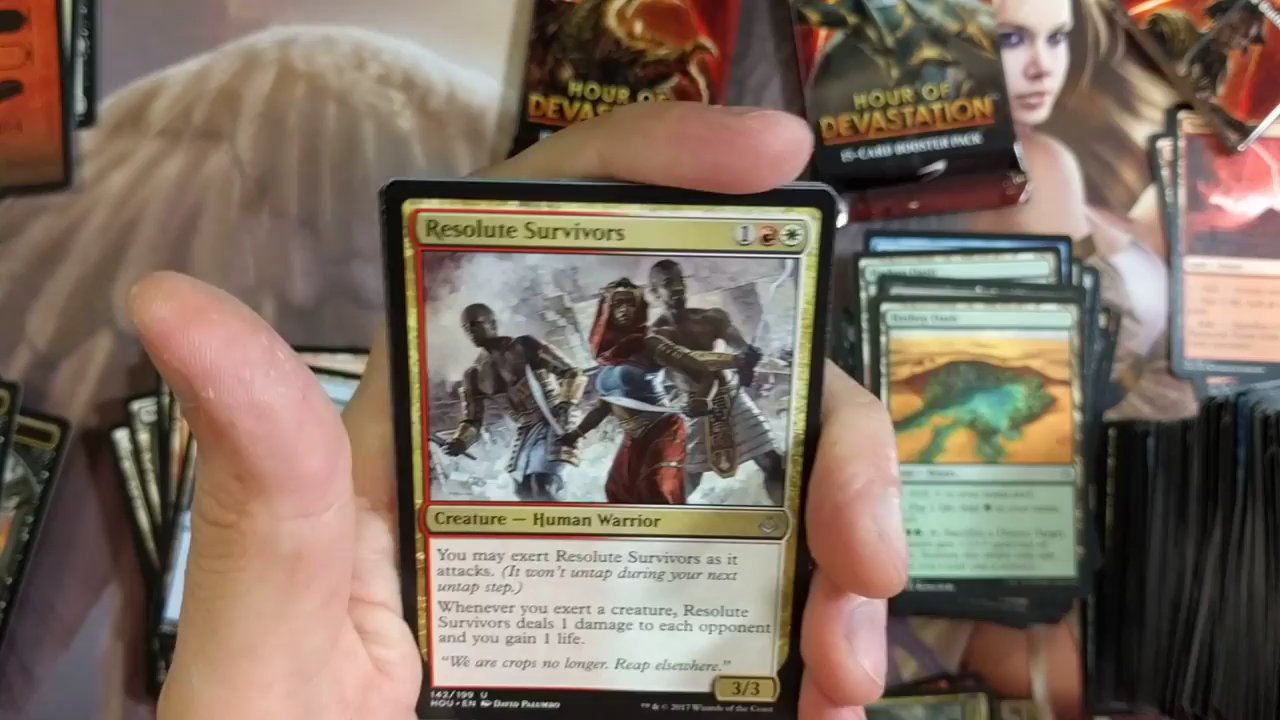 HOUR OF
DEVAS
HOUR OF
DEVASTATION
15-CARD BOOSTER PACK
Resolute Survivors 1
Creature — Human Warrior
You may exert Resolute Survivors as it
attacks. (It won't untap during your next
untap step.)
Whenever you exert a creature, Resolute
Survivors deals 1 damage to each opponent
and you gain 1 life.
"We are crops no longer. Reap elsewhere."
3/3
142/199 U
HOU • EN David Palumbo
™ & © 2017 Wizards of the Coast